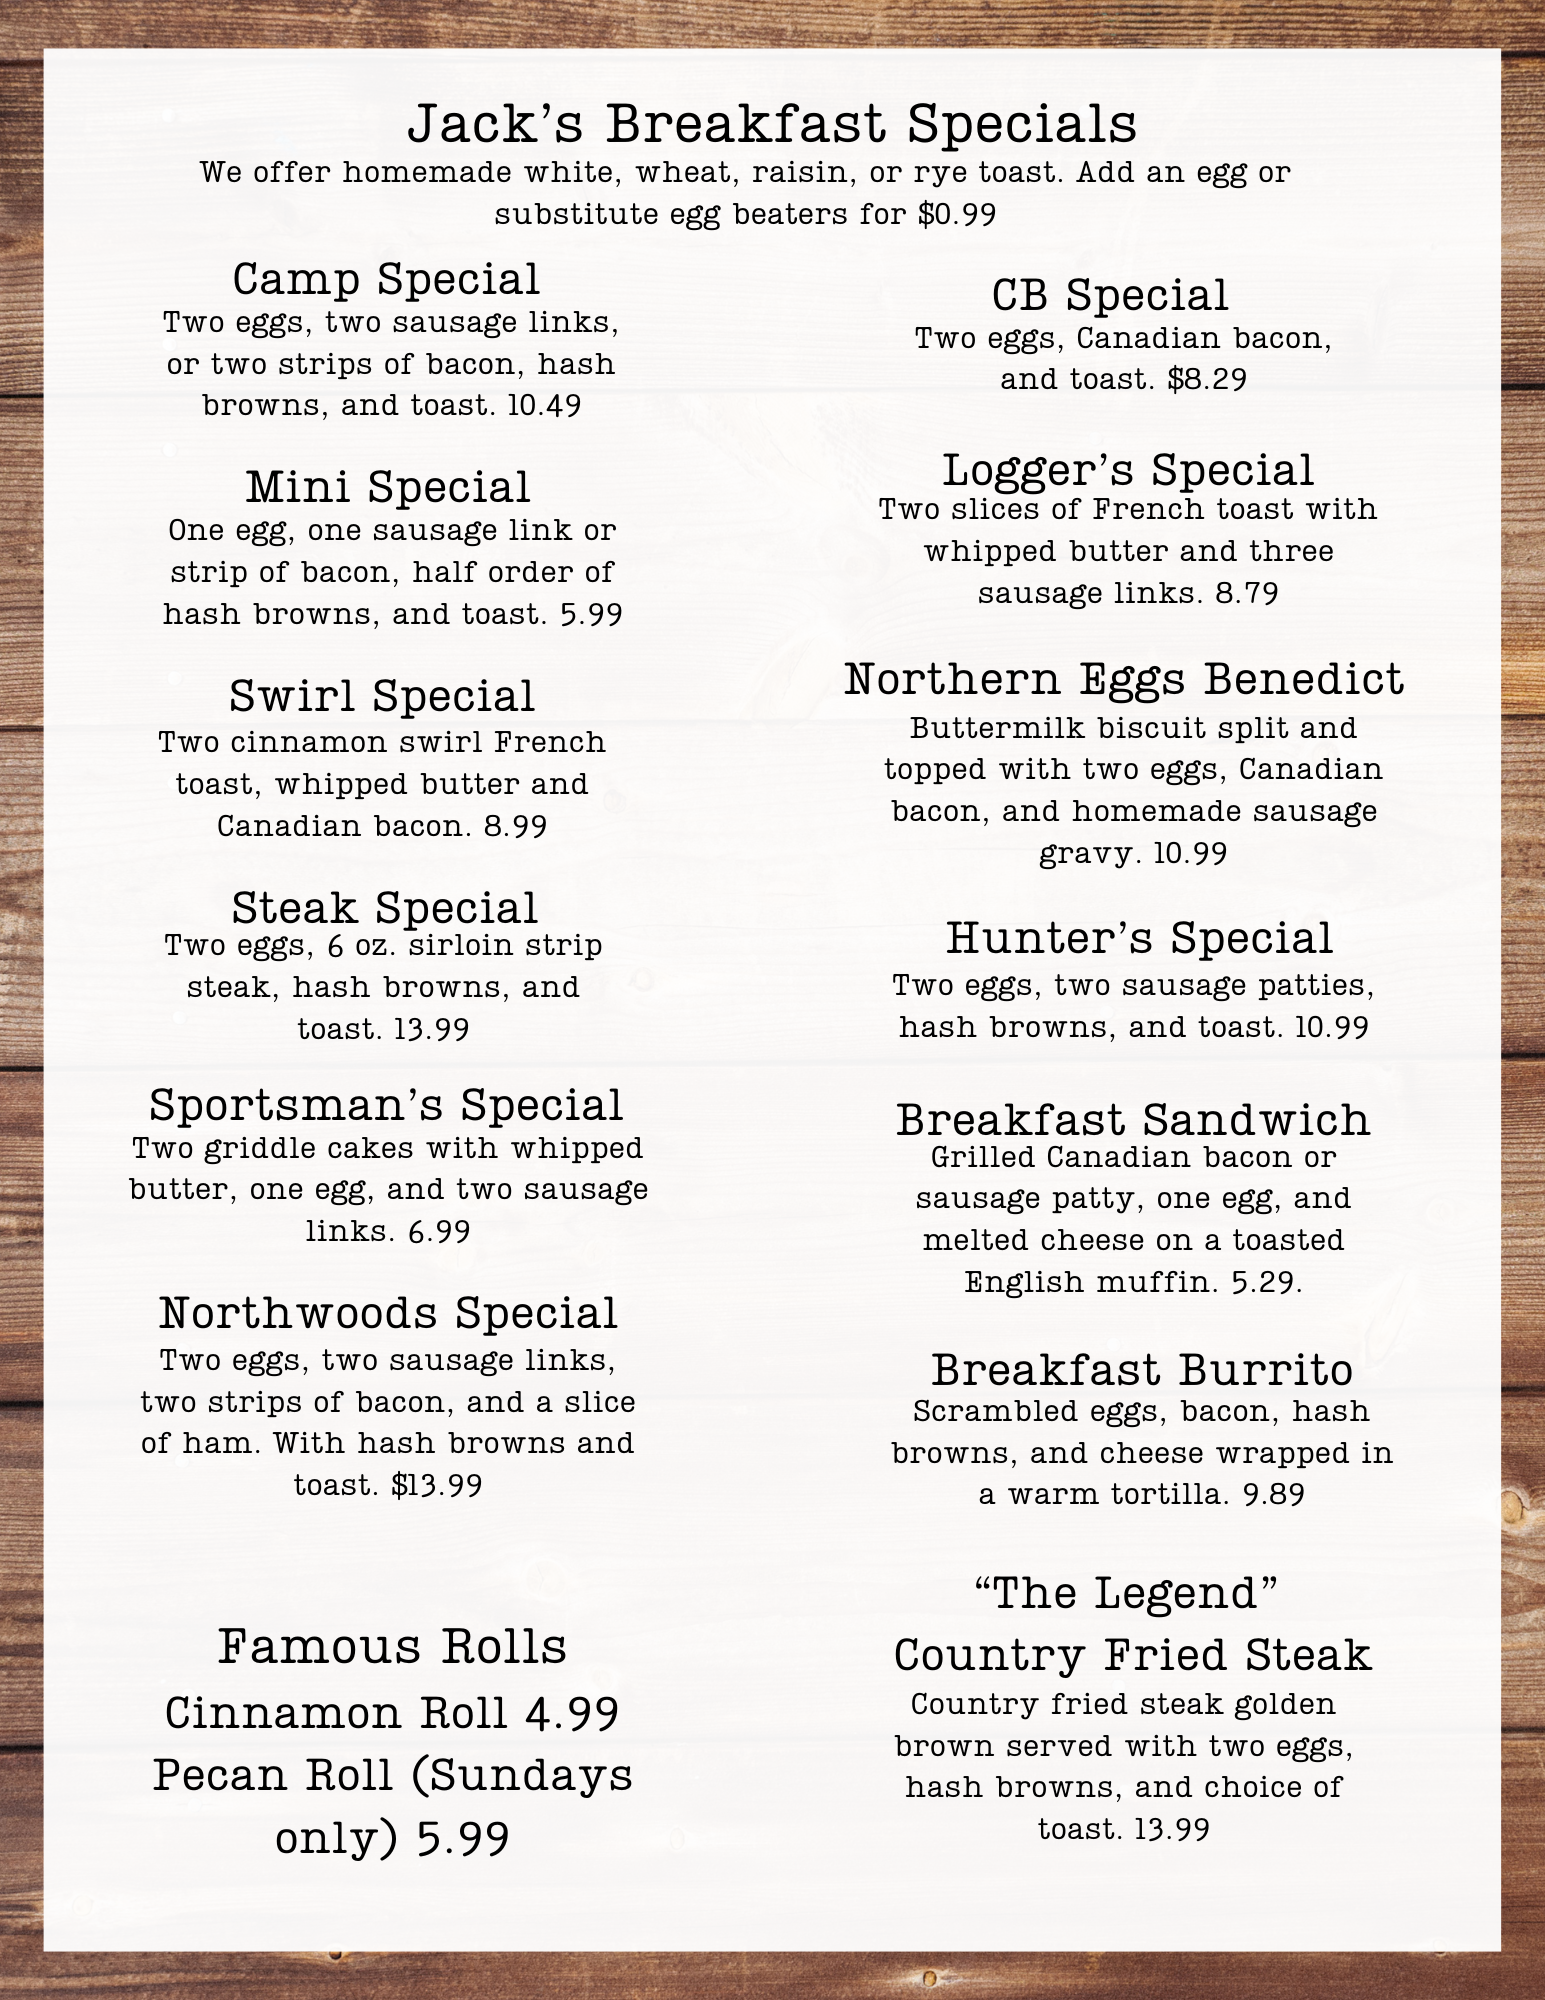 Jack's Breakfast Specials
We offer homemade white, wheat, raisin, or rye toast. Add an egg or
substitute egg beaters for $0.99
Camp Special
Two eggs, two sausage links,
or two strips of bacon, hash
browns, and toast. 10.49
Mini Special
One egg, one sausage link or
strip of bacon, half order of
hash browns, and toast. 5.99
Swirl Special
Two cinnamon swirl French
toast, whipped butter and
Canadian bacon. 8.99
Steak Special
Two eggs, 6 oz. sirloin strip
steak, hash browns, and
toast. 13.99
Sportsman's Special
Two griddle cakes with whipped
butter, one egg, and two sausage
links. 6.99
Northwoods Special
Two eggs, two sausage links,
two strips of bacon, and a slice
of ham. With hash browns and
toast. $13.99
Famous Rolls
Cinnamon Roll 4.99
Pecan Roll (Sundays
only) 5.99
CB Special
Two eggs, Canadian bacon,
and toast. $8.29
Logger's Special
Two slices of French toast with
whipped butter and three
sausage links. 8.79
Northern Eggs Benedict
Buttermilk biscuit split and
topped with two eggs, Canadian
bacon, and homemade sausage
gravy. 10.99
Hunter's Special
Two eggs, two sausage patties,
hash browns, and toast. 10.99
Breakfast Sandwich
Grilled Canadian bacon or
sausage patty, one egg, and
melted cheese on a toasted
English muffin. 5.29.
Breakfast Burrito
Scrambled eggs, bacon, hash
browns, and cheese wrapped in
a warm tortilla. 9.89
“The Legend”
Country Fried Steak
Country fried steak golden
brown served with two eggs,
hash browns, and choice of
toast. 13.99